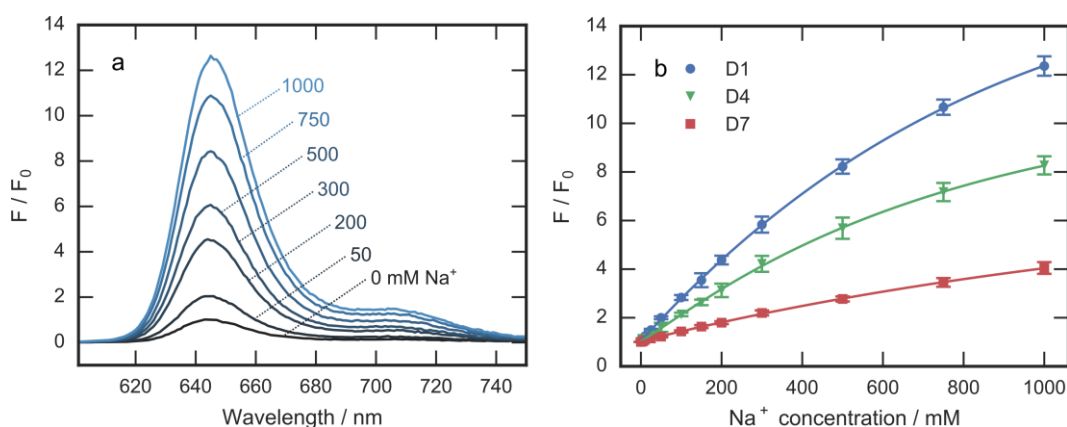 a
14
12
10
8
6
4
2
0
F / F₀
620 640 660 680 700 720 740
Wavelength / nm
1000
750
500
300
200
50
0 mM Na⁺
b
D1
D4
D7
14
12
10
8
6
4
2
0
F / F₀
0 200 400 600 800 1000
Na⁺ concentration / mM